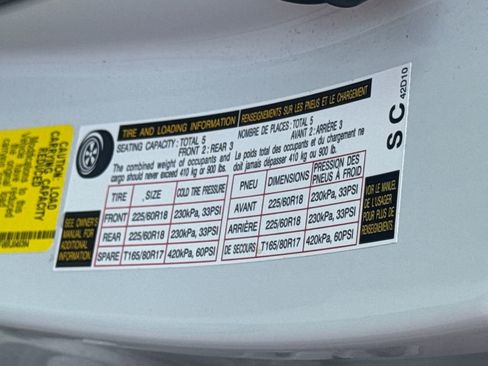 TIRE AND LOADING INFORMATION
RENSEIGNEMENTS SUR LES PNEUS ET LE CHARGEMENT
SEATING CAPACITY: TOTAL 5
FRONT 2: REAR 3
NOMBRE DE PLACES: TOTAL 5
AVANT 2: ARRIÈRE 3
The combined weight of occupants and
cargo should never exceed 410 kg or 900 lb.
Le poids total des occupants et du chargement ne
doit jamais dépasser 410 kg ou 900 lb.
TIRE SIZE COLD TIRE PRESSURE
FRONT 225/60R18 230kPa, 33PSI
REAR 225/60R18 230kPa, 33PSI
SPARE T165/80R17 420kPa, 60PSI
PNEU DIMENSIONS PRESSION DES
PNEUS À FROID
AVANT 225/60R18 230kPa, 33PSI
ARRIÈRE 225/60R18 230kPa, 33PSI
DE SECOURS T165/80R17 420kPa, 60PSI
SEE OWNER'S
MANUAL FOR
ADDITIONAL
INFORMATION
VOIR LE MANUEL
DE L'USAGER
POUR PLUS DE
S C
42D10
CAUTION: LOAD
CARRYING CAPACITY
REDUCED